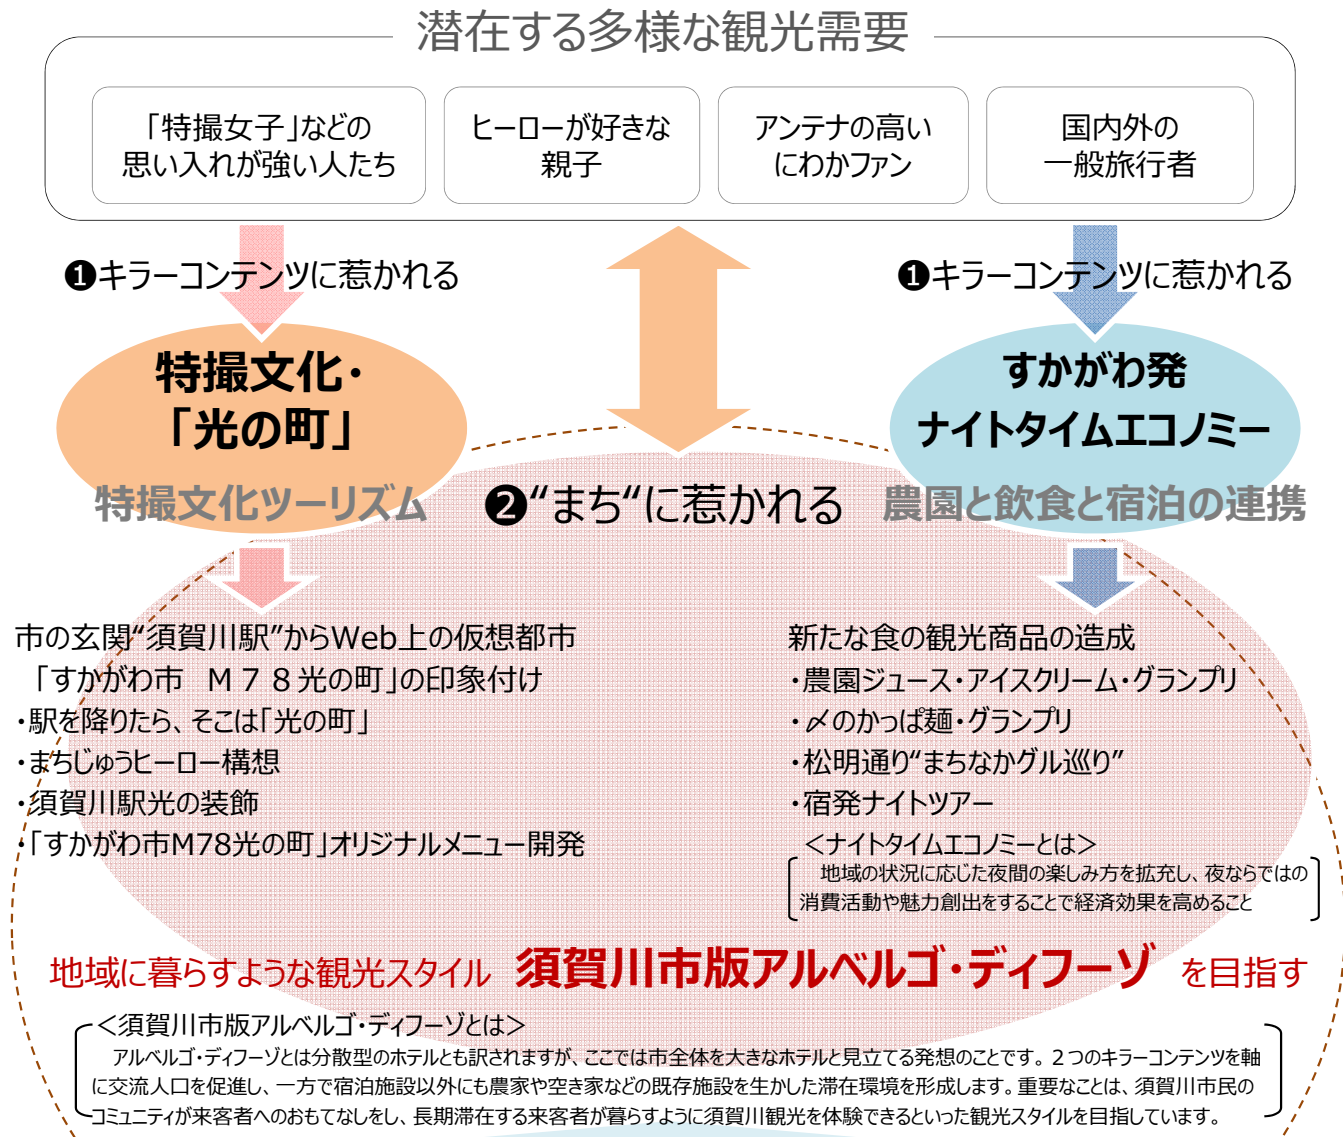 潜在する多様な観光需要
「特撮女子」などの
思い入れが強い人たち
ヒーローが好きな
親子
アンテナの高い
にわかファン
国内外の
一般旅行者
❶キラーコンテンツに惹かれる
❶キラーコンテンツに惹かれる
特撮文化・
「光の町」
特撮文化ツーリズム
すかがわ発
ナイトタイムエコノミー
農園と飲食と宿泊の連携
❷“まち“に惹かれる
市の玄関“須賀川駅”からWeb上の仮想都市
「すかがわ市　Ｍ７８光の町」の印象付け
・駅を降りたら、そこは「光の町」
・まちじゅうヒーロー構想
・須賀川駅光の装飾
・「すかがわ市M78光の町」オリジナルメニュー開発
新たな食の観光商品の造成
・農園ジュース・アイスクリーム・グランプリ
・〆のかっぱ麺・グランプリ
・松明通り“まちなかグル巡り”
・宿発ナイトツアー
＜ナイトタイムエコノミーとは＞
地域の状況に応じた夜間の楽しみ方を拡充し、夜ならではの
消費活動や魅力創出をすることで経済効果を高めること
地域に暮らすような観光スタイル　須賀川市版アルベルゴ・ディフーゾ　を目指す
＜須賀川市版アルベルゴ・ディフーゾとは＞
アルベルゴ・ディフーゾとは分散型のホテルとも訳されますが、ここでは市全体を大きなホテルと見立てる発想のことです。２つのキラーコンテンツを軸
に交流人口を促進し、一方で宿泊施設以外にも農家や空き家などの既存施設を生かした滞在環境を形成します。重要なことは、須賀川市民の
コミュニティが来客者へのおもてなしをし、長期滞在する来客者が暮らすように須賀川観光を体験できるといった観光スタイルを目指しています。